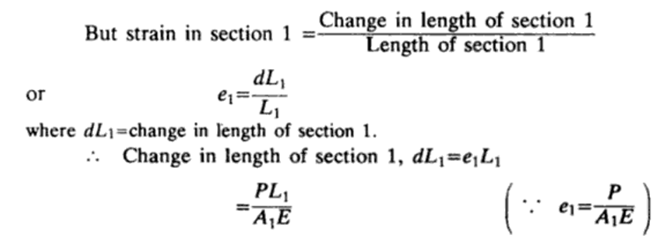 But strain in section 1 = Change in length of section 1 / Length of section 1
or e₁ = dL₁ / L₁
where dL₁=change in length of section 1.
∴ Change in length of section 1, dL₁=e₁L₁
= PL₁ / A₁E ( ∵ e₁ = P / A₁E )